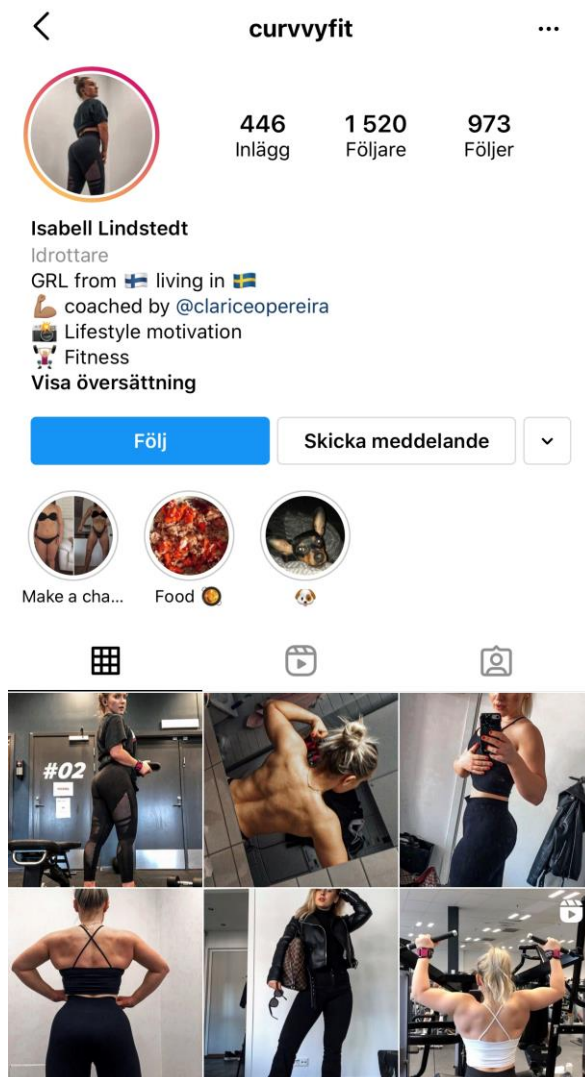 curvvyfit
446 1 520 973
Inlägg Följare Följer
Isabell Lindstedt
Idrottare
GRL from 🇫🇮 living in 🇸🇪
💪🏽 coached by @clariceopereira
📸 Lifestyle motivation
🏋🏼‍♀️ Fitness
Visa översättning
Följ Skicka meddelande
Make a cha... Food 🥘 🐶
#02